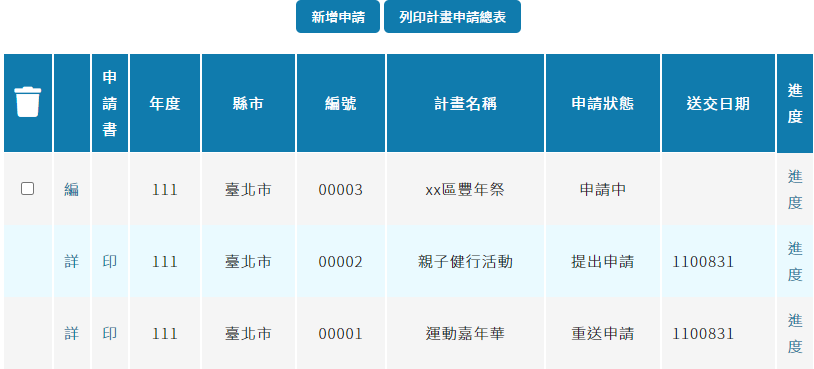 新增申請 列印計畫申請總表
申請書 年度 縣市 編號 計畫名稱 申請狀態 送交日期 進度
編 111 臺北市 00003 xx區豐年祭 申請中 進度
詳 印 111 臺北市 00002 親子健行活動 提出申請 1100831 進度
詳 印 111 臺北市 00001 運動嘉年華 重送申請 1100831 進度